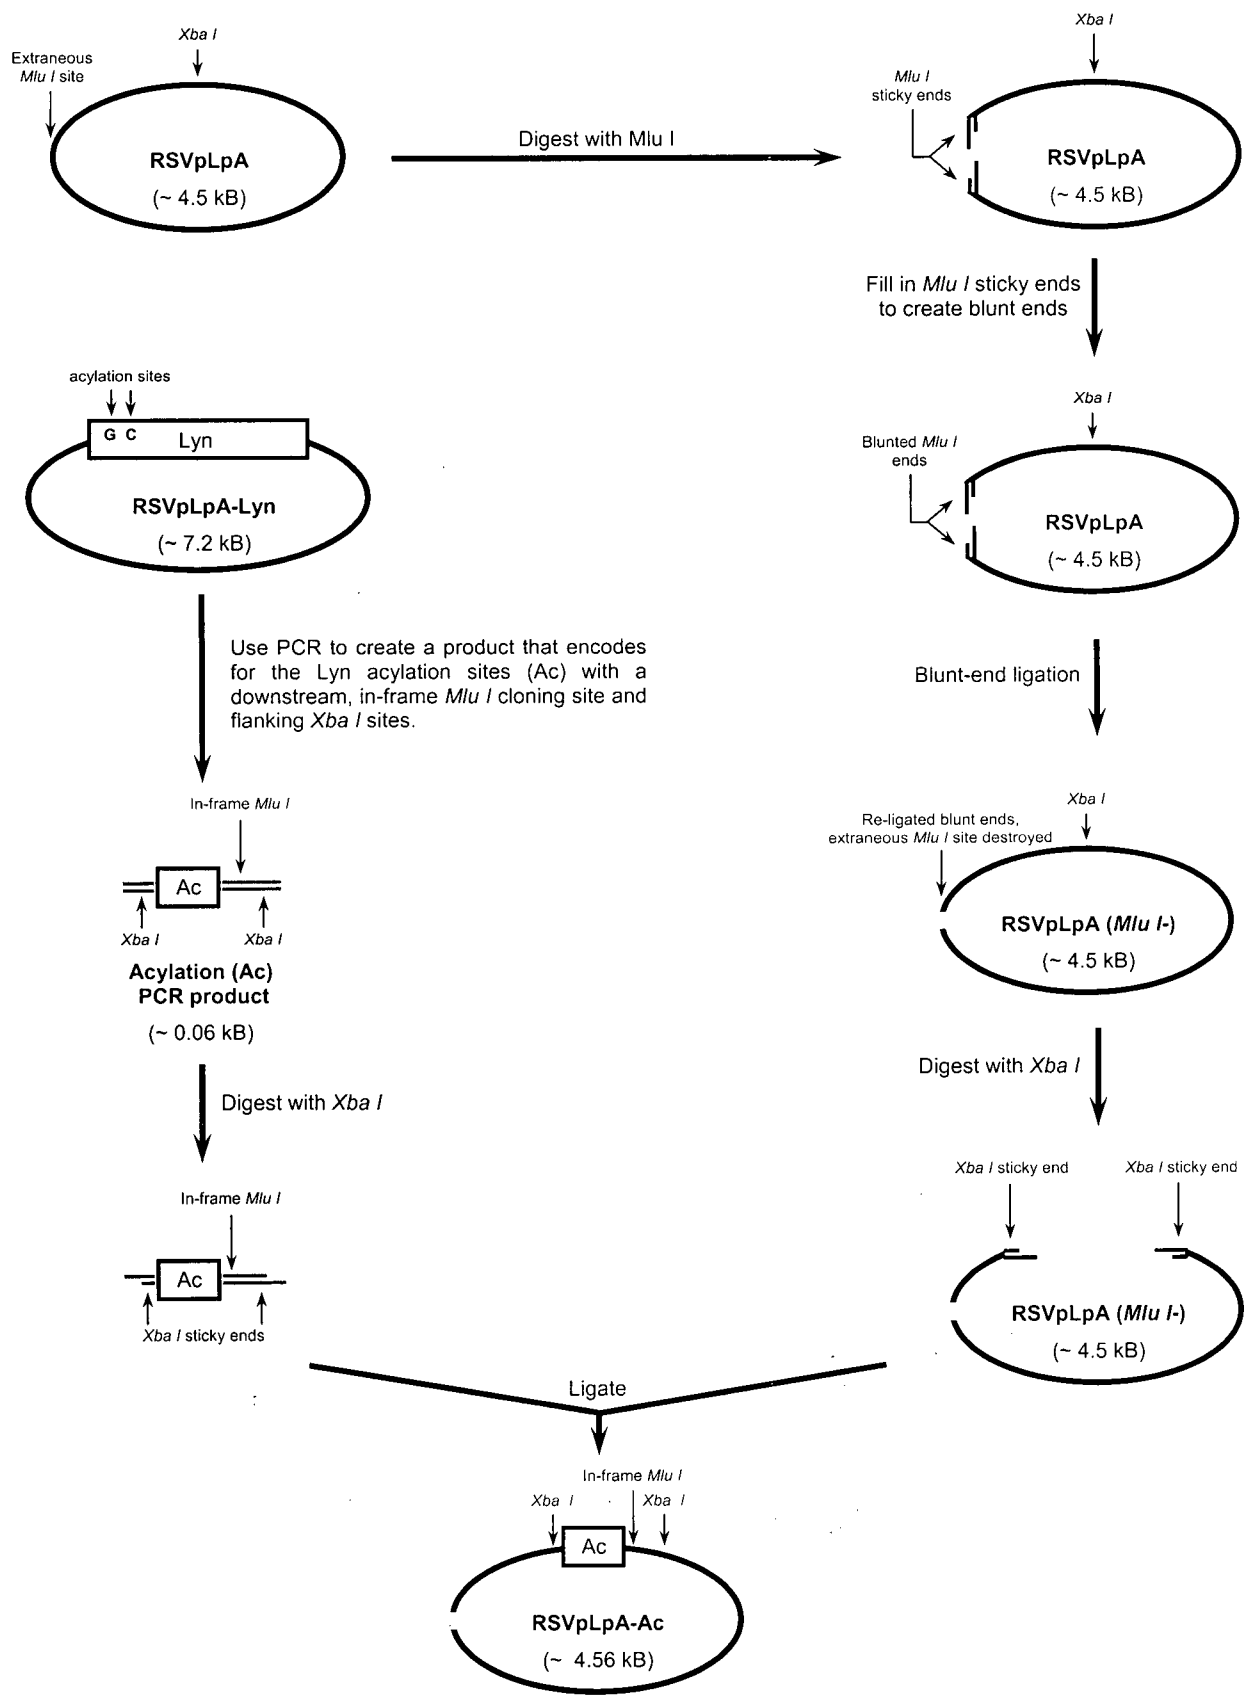 Xba I
Extraneous
Mlu I site
RSVpLpA
(~ 4.5 kB)
Digest with Mlu I
Xba I
Mlu I
sticky ends
RSVpLpA
(~ 4.5 kB)
Fill in Mlu I sticky ends
to create blunt ends
Xba I
Blunted Mlu I
ends
RSVpLpA
(~ 4.5 kB)
Blunt-end ligation
Xba I
Re-ligated blunt ends,
extraneous Mlu I site destroyed
RSVpLpA (Mlu I-)
(~ 4.5 kB)
Digest with Xba I
Xba I sticky end
Xba I sticky end
RSVpLpA (Mlu I-)
(~ 4.5 kB)
acylation sites
G C
Lyn
RSVpLpA-Lyn
(~ 7.2 kB)
Use PCR to create a product that encodes
for the Lyn acylation sites (Ac) with a
downstream, in-frame Mlu I cloning site and
flanking Xba I sites.
In-frame Mlu I
Ac
Xba I
Xba I
Acylation (Ac)
PCR product
(~ 0.06 kB)
Digest with Xba I
In-frame Mlu I
Ac
Xba I sticky ends
Ligate
In-frame Mlu I
Xba I
Xba I
Ac
RSVpLpA-Ac
(~ 4.56 kB)